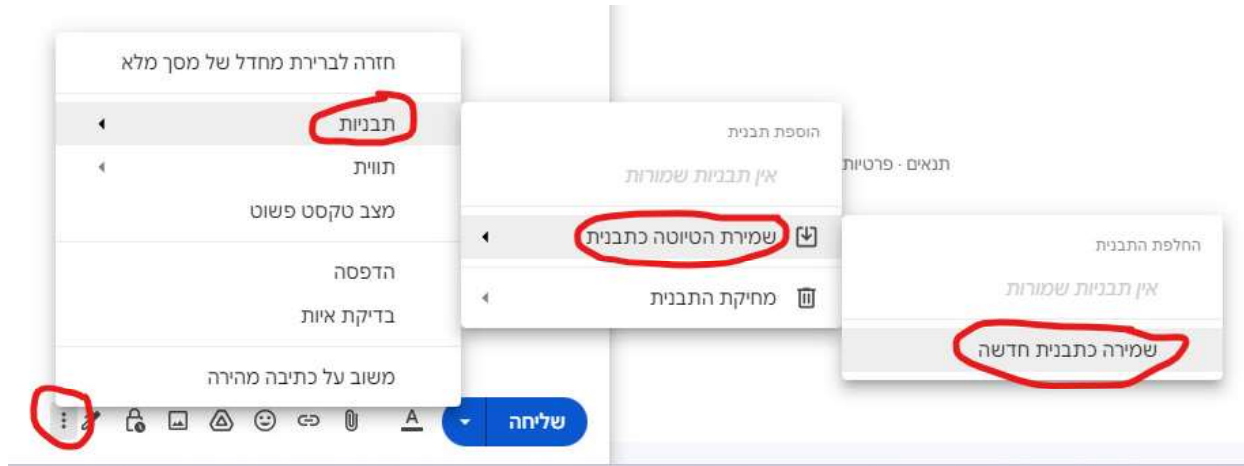 חזרה לברירת מחדל של מסך מלא
תבניות
תווית
מצב טקסט פשוט
הדפסה
בדיקת איות
משוב על כתיבה מהירה
שליחה
A
הוספת תבנית
אין תבניות שמורות
שמירת הטיוטה כתבנית
מחיקת התבנית
תנאים · פרטיות
החלפת התבנית
אין תבניות שמורות
שמירה כתבנית חדשה